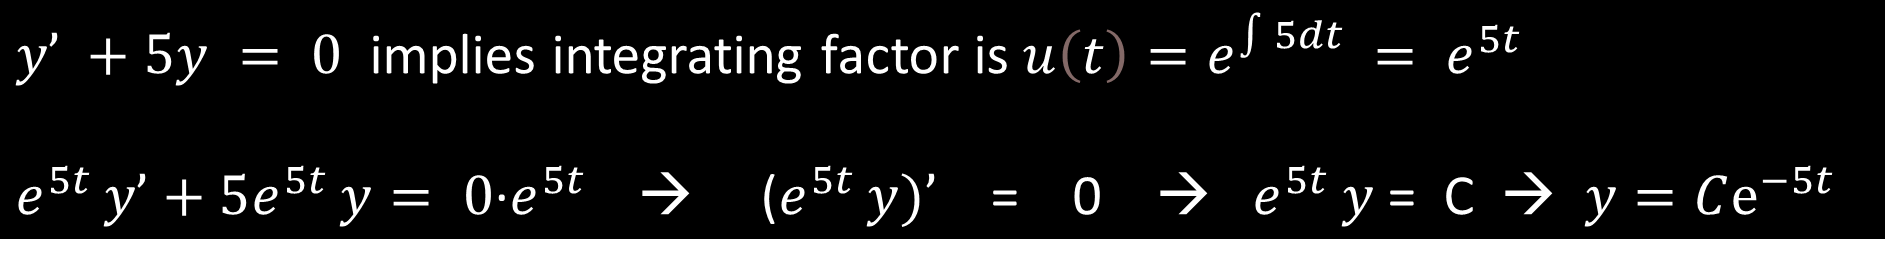 y’ + 5y = 0 implies integrating factor is u(t) = e^{∫ 5dt} = e^{5t}
e^{5t} y’ + 5e^{5t} y = 0·e^{5t} → (e^{5t} y)’ = 0 → e^{5t} y = C → y = Ce^{−5t}